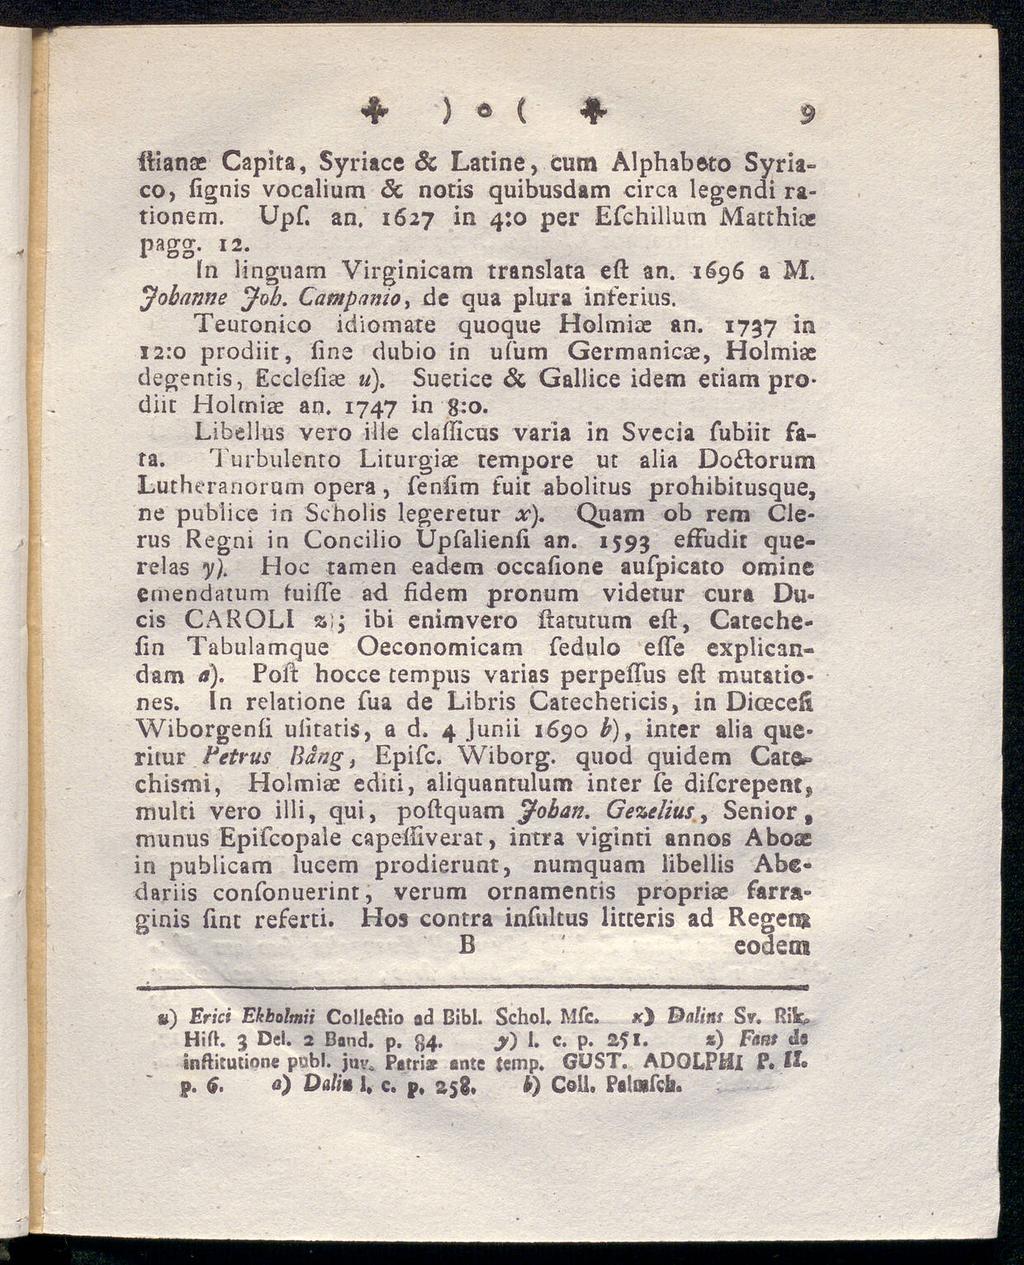 ✤ ) o ( ✤ 9
ſtianæ Capita, Syriace & Latine, cum Alphabeto Syria-
co, ſignis vocalium & notis quibusdam circa legendi ra-
tionem. Upſ. an. 1627 in 4:o per Eſchillum Matthiæ
pagg. 12.
In linguam Virginicam translata eſt an. 1696 a M.
Johanne Joh. Campanio, de qua plura inferius.
Teutonico idiomate quoque Holmiæ an. 1737 in
12:o prodiit, ſine dubio in uſum Germanicæ, Holmiæ
degentis, Eccleſiæ u). Suetice & Gallice idem etiam pro-
diit Holmiæ an. 1747 in 8:o.
Libellus vero ille claſſicus varia in Svecia ſubiit fa-
ta. Turbulento Liturgiæ tempore ut alia Doctorum
Lutheranorum opera, ſenſim fuit abolitus prohibitusque,
ne publice in Scholis legeretur x). Quam ob rem Cle-
rus Regni in Concilio Upſalienſi an. 1593 effudit que-
relas y). Hoc tamen eadem occaſione auſpicato omine
emendatum fuiſſe ad fidem pronum videtur cura Du-
cis CAROLI z); ibi enimvero ſtatutum eſt, Cateche-
ſin Tabulamque Oeconomicam ſedulo eſſe explican-
dam a). Poſt hocce tempus varias perpeſſus eſt mutatio-
nes. In relatione ſua de Libris Catecheticis, in Diœceſi
Wiborgenſi uſitatis, a d. 4 Junii 1690 b), inter alia que-
ritur Petrus Bång, Epiſc. Wiborg. quod quidem Cate-
chismi, Holmiæ editi, aliquantulum inter ſe diſcrepent,
multi vero illi, qui, poſtquam Johan. Gezelius, Senior,
munus Epiſcopale capeſſiverat, intra viginti annos Aboæ
in publicam lucem prodierunt, numquam libellis Abe-
dariis conſonuerint, verum ornamentis propriæ farra-
ginis ſint referti. Hos contra inſultus litteris ad Regem
B eodem
u) Erici Ekholmii Collectio ad Bibl. Schol. Mſc. x) Dalins Sv. Rik.
Hiſt. 3 Del. 2 Band. p. 84. y) l. c. p. 251. z) Fant de
inſtitutione publ. juv. Patriæ ante temp. GUST. ADOLPHI P. II.
p. 6. a) Dalin l. c. p. 258. b) Coll. Palmſch.